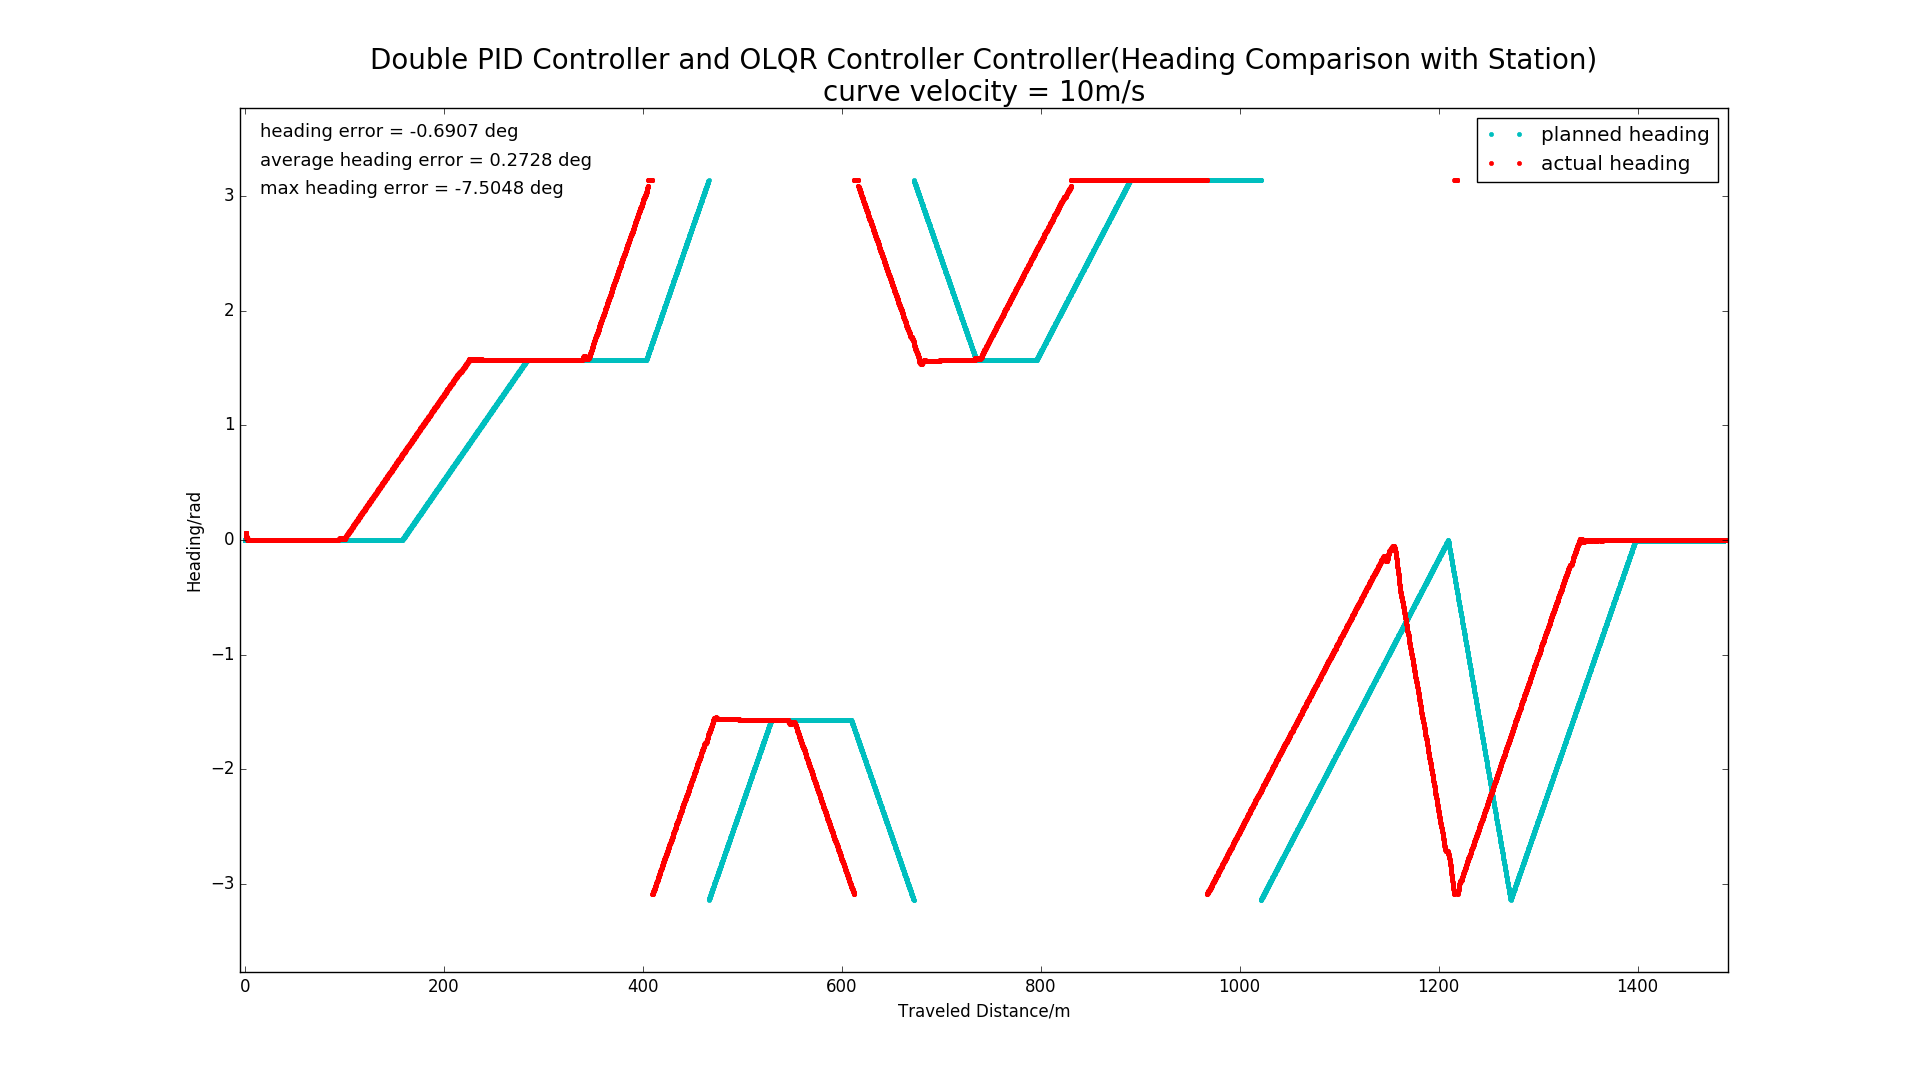 Double PID Controller and OLQR Controller Controller(Heading Comparison with Station)
curve velocity = 10m/s
heading error = -0.6907 deg
average heading error = 0.2728 deg
max heading error = -7.5048 deg
planned heading
actual heading
3
2
1
0
−1
−2
−3
Heading/rad
0 200 400 600 800 1000 1200 1400
Traveled Distance/m